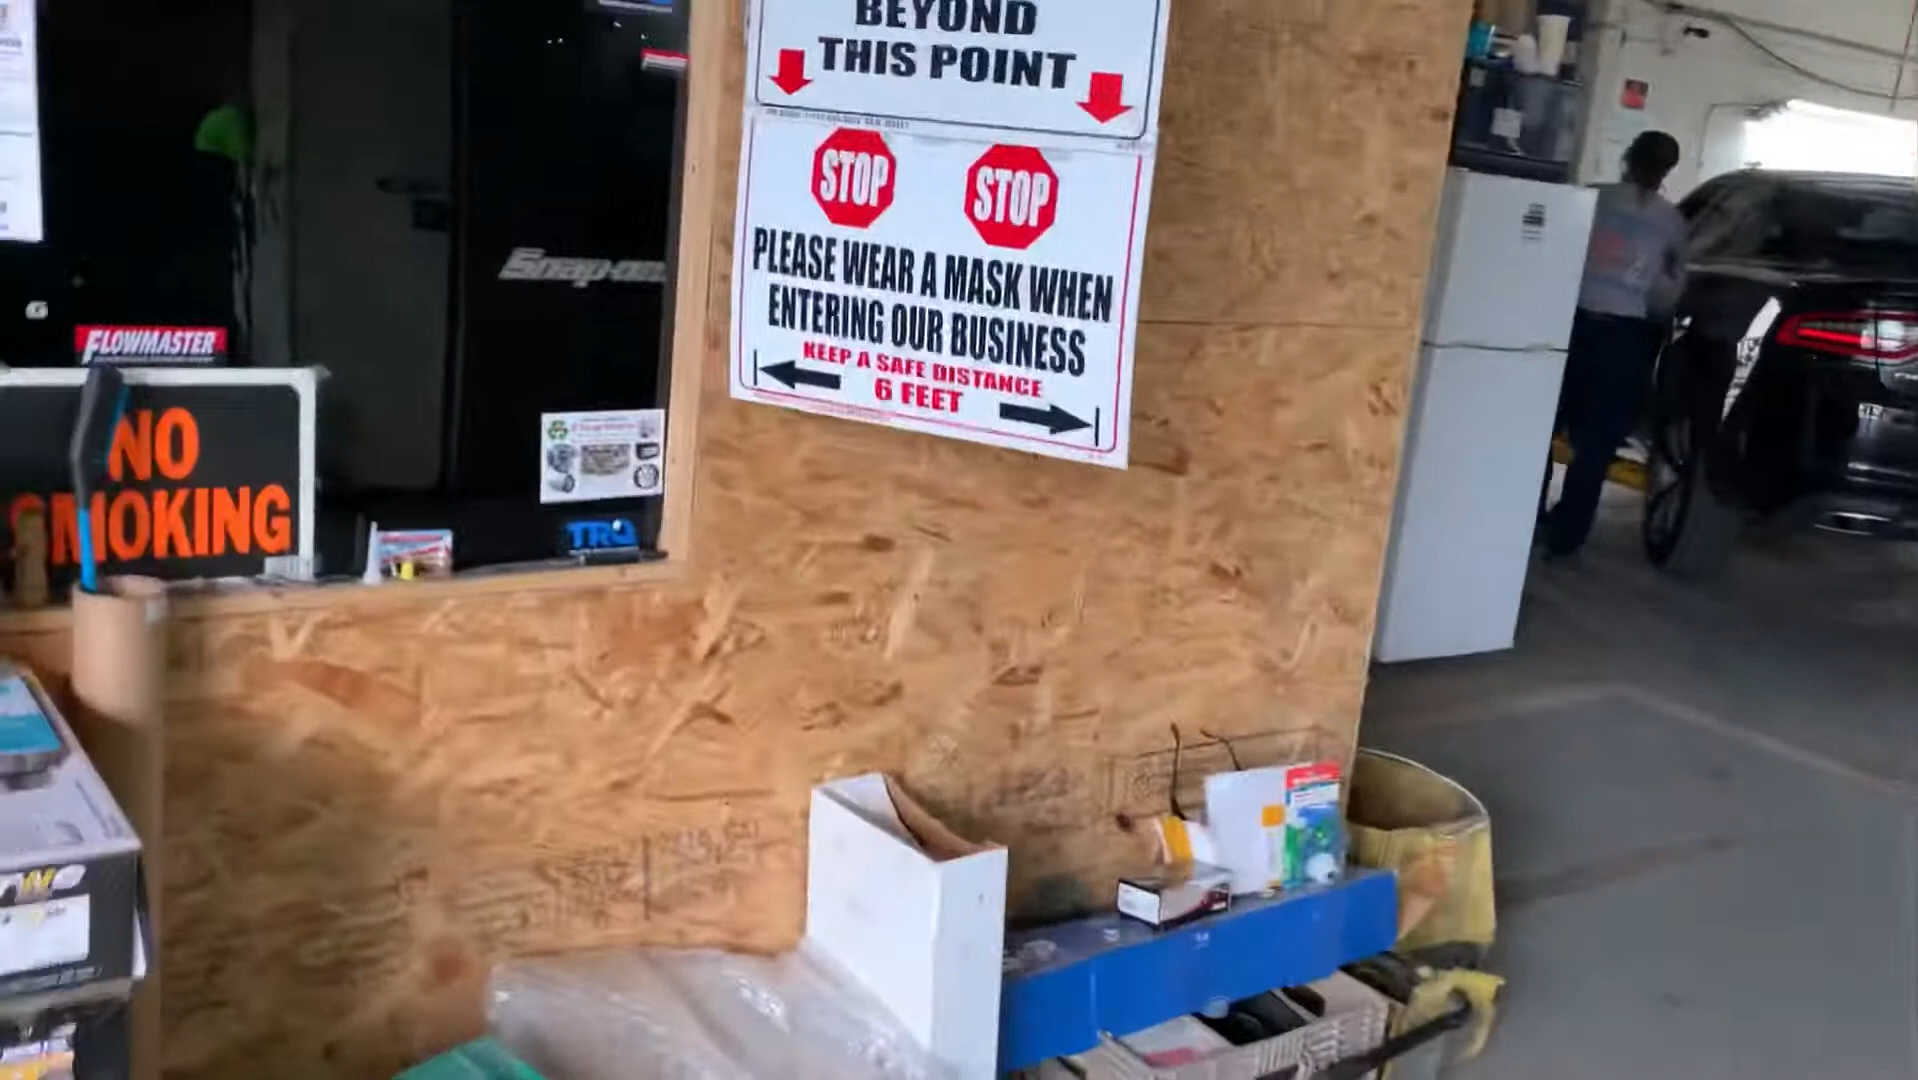 BEYOND
THIS POINT
STOP STOP
PLEASE WEAR A MASK WHEN
ENTERING OUR BUSINESS
KEEP A SAFE DISTANCE
6 FEET
Snap-on
FLOWMASTER
NO
SMOKING
TRQ